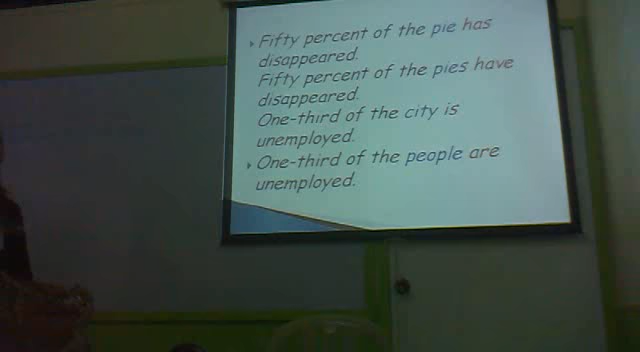 Fifty percent of the pie has
disappeared.
Fifty percent of the pies have
disappeared.
One-third of the city is
unemployed.
One-third of the people are
unemployed.